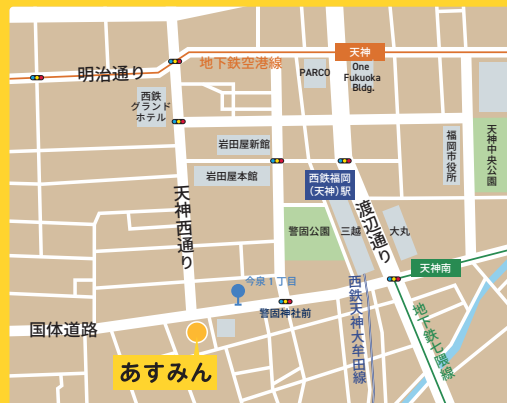 天神
地下鉄空港線
明治通り
PARCO
One
Fukuoka
Bldg.
西鉄
グランド
ホテル
岩田屋新館
岩田屋本館
福岡市役所
天神中央公園
西鉄福岡
(天神)駅
天神西通り
渡辺通り
警固公園
三越
大丸
天神南
今泉1丁目
警固神社前
西鉄天神大牟田線
地下鉄七隈線
国体道路
あすみん